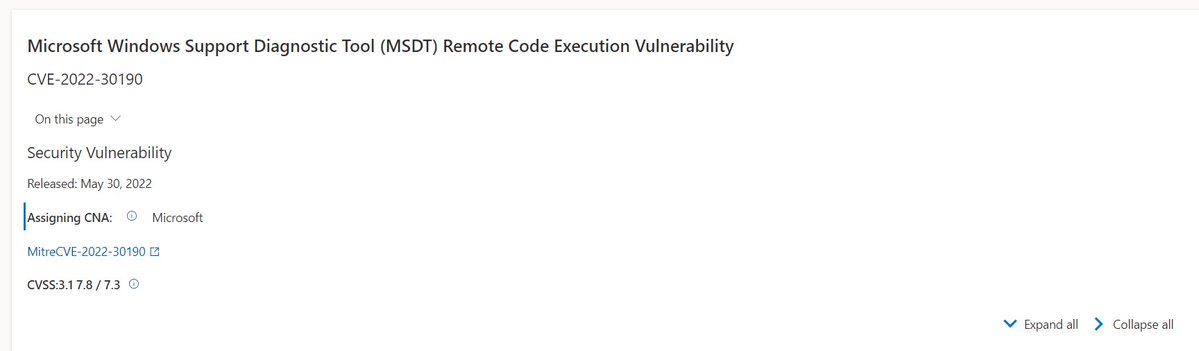 Microsoft Windows Support Diagnostic Tool (MSDT) Remote Code Execution Vulnerability
CVE-2022-30190
On this page
Security Vulnerability
Released: May 30, 2022
Assigning CNA: Microsoft
MitreCVE-2022-30190
CVSS:3.1 7.8 / 7.3
Expand all Collapse all